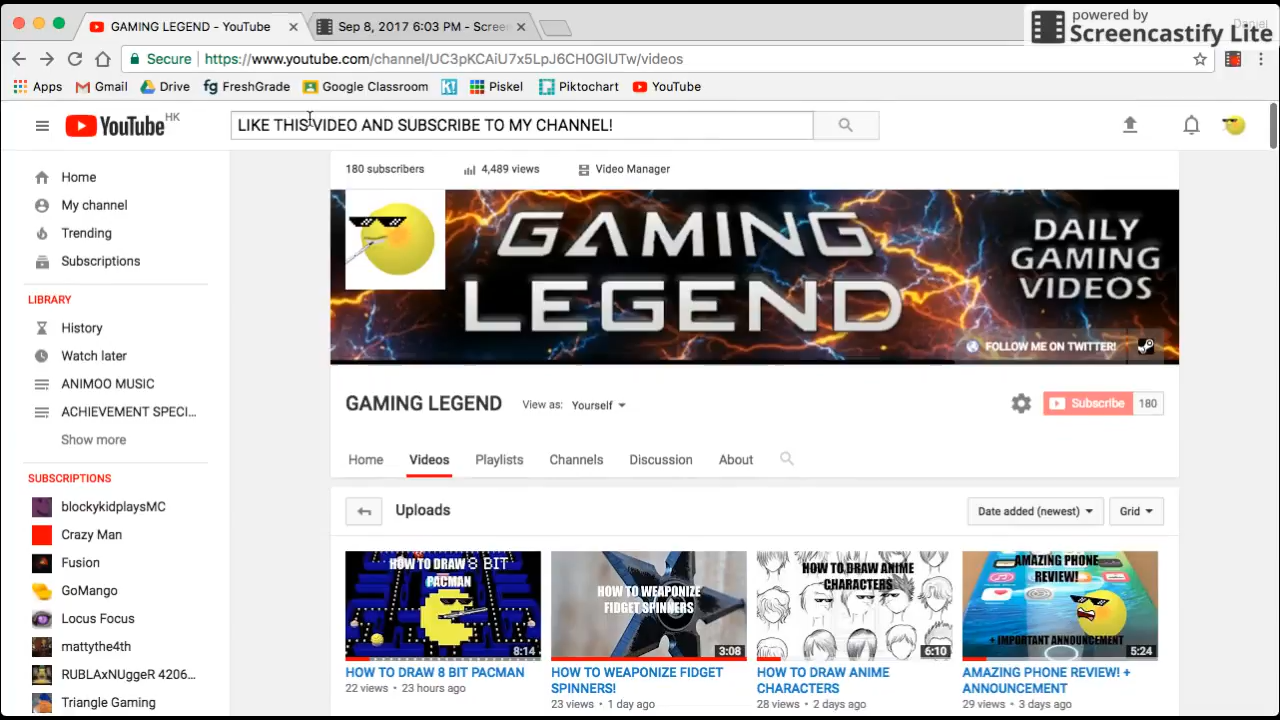 GAMING LEGEND - YouTube
Sep 8, 2017 6:03 PM - Screen
Daniel
powered by
Screencastify Lite
Secure
https://www.youtube.com/channel/UC3pKCAiU7x5LpJ6CH0GlUTw/videos
Apps
Gmail
Drive
fg FreshGrade
Google Classroom
Piskel
Piktochart
YouTube
YouTube HK
LIKE THIS VIDEO AND SUBSCRIBE TO MY CHANNEL!
Home
My channel
Trending
Subscriptions
LIBRARY
History
Watch later
ANIMOO MUSIC
ACHIEVEMENT SPECI...
Show more
SUBSCRIPTIONS
blockykidplaysMC
Crazy Man
Fusion
GoMango
Locus Focus
mattythe4th
RUBLAxNUggeR 4206...
Triangle Gaming
180 subscribers
4,489 views
Video Manager
GAMING
LEGEND
DAILY
GAMING
VIDEOS
FOLLOW ME ON TWITTER!
GAMING LEGEND
View as:
Yourself
Subscribe
180
Home
Videos
Playlists
Channels
Discussion
About
Uploads
Date added (newest)
Grid
HOW TO DRAW 8 BIT
PACMAN
8:14
HOW TO DRAW 8 BIT PACMAN
22 views • 23 hours ago
HOW TO WEAPONIZE
FIDGET SPINNERS
3:08
HOW TO WEAPONIZE FIDGET
SPINNERS!
23 views • 1 day ago
HOW TO DRAW ANIME
CHARACTERS
6:10
HOW TO DRAW ANIME
CHARACTERS
28 views • 2 days ago
AMAZING PHONE
REVIEW!
+ IMPORTANT ANNOUNCEMENT
5:24
AMAZING PHONE REVIEW! +
ANNOUNCEMENT
29 views • 3 days ago